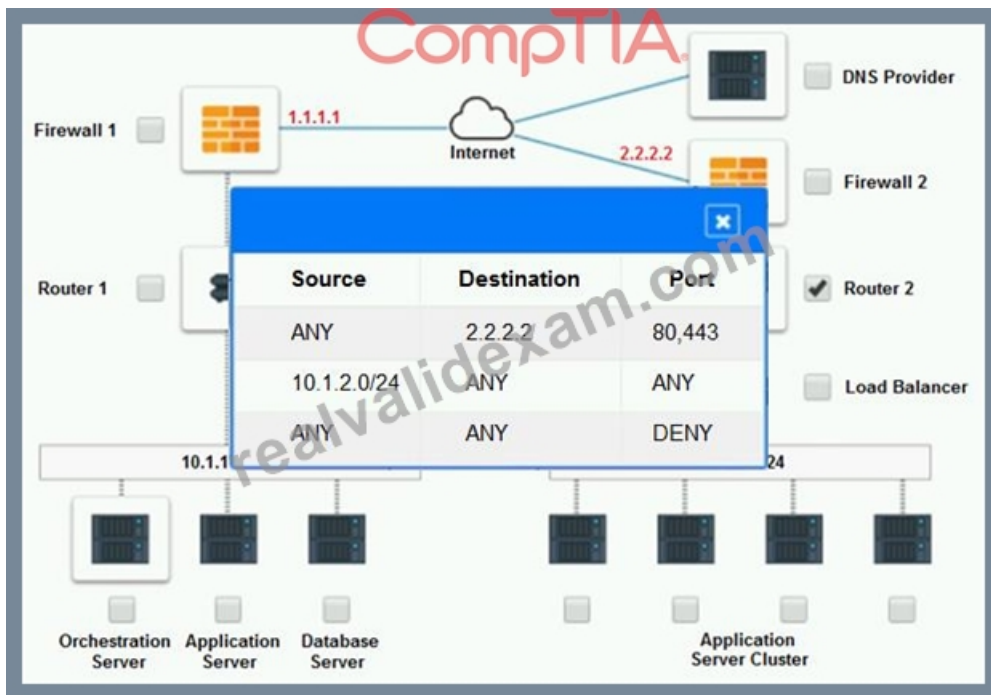 CompTIA.
DNS Provider
Firewall 1
1.1.1.1
Internet
2.2.2.2
Firewall 2
Router 1
Router 2
Load Balancer
Source Destination Port
ANY 2.2.2.2 80,443
10.1.2.0/24 ANY ANY
ANY ANY DENY
realvalidexam.com
10.1.1
24
Orchestration Server
Application Server
Database Server
Application Server Cluster